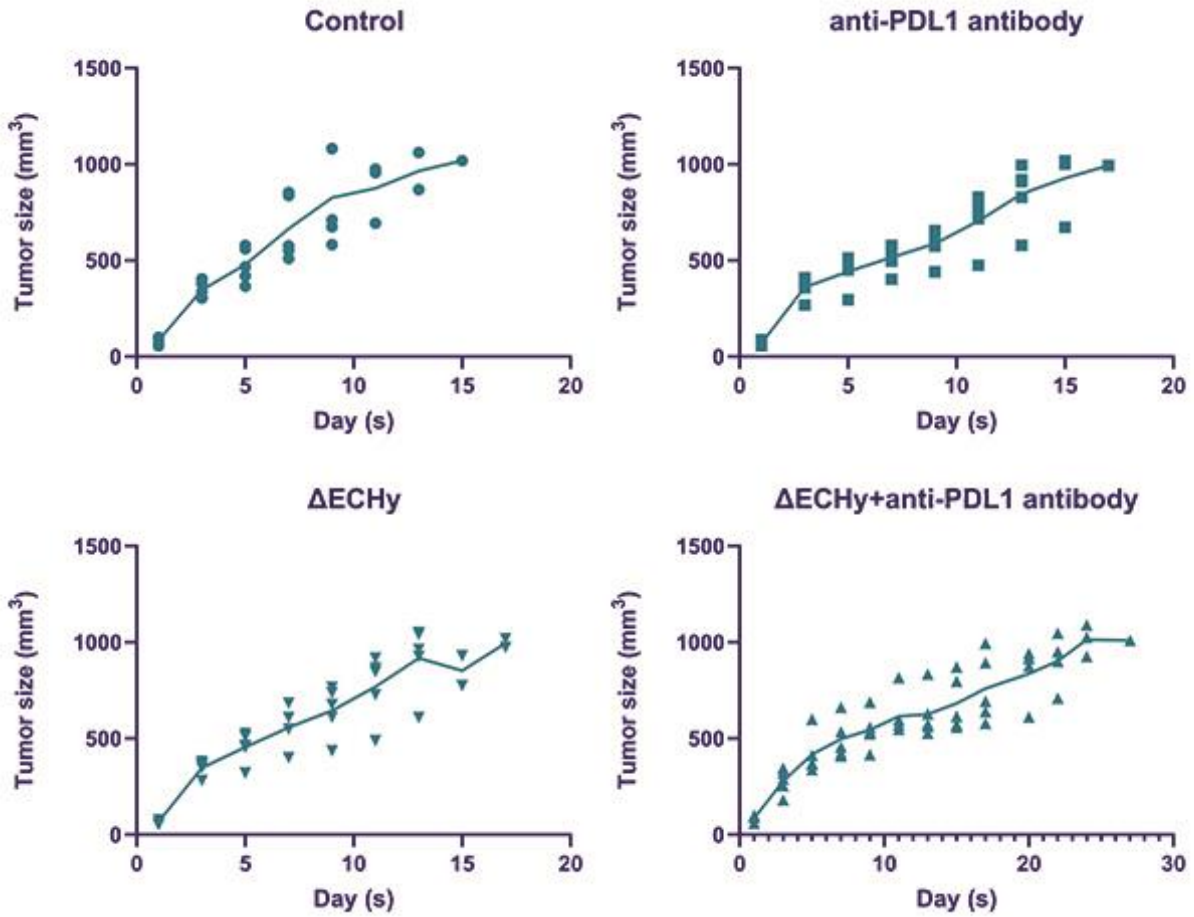 Control
1500
1000
500
0
Tumor size (mm³)
0 5 10 15 20
Day (s)
anti-PDL1 antibody
1500
1000
500
0
Tumor size (mm³)
0 5 10 15 20
Day (s)
ΔECHy
1500
1000
500
0
Tumor size (mm³)
0 5 10 15 20
Day (s)
ΔECHy+anti-PDL1 antibody
1500
1000
500
0
Tumor size (mm³)
0 10 20 30
Day (s)